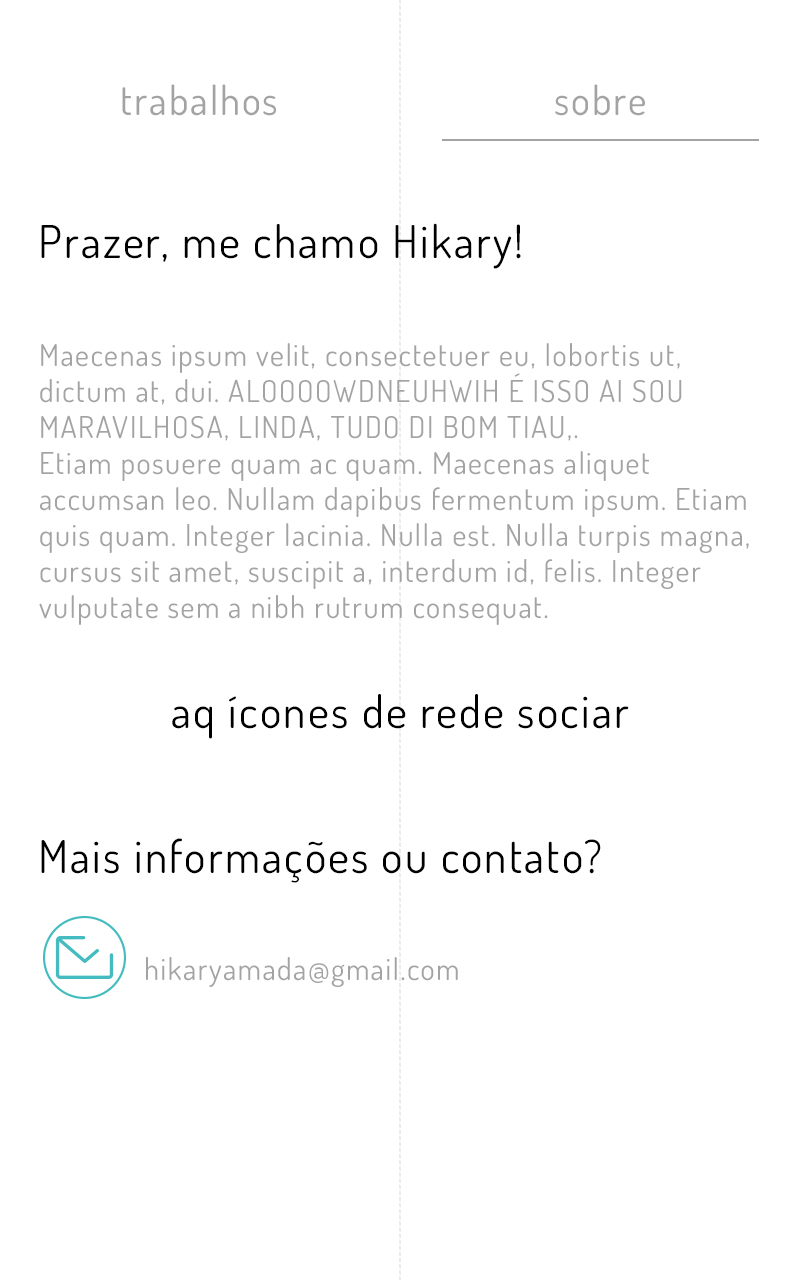 trabalhos
sobre
Prazer, me chamo Hikary!
Maecenas ipsum velit, consectetuer eu, lobortis ut,
dictum at, dui. ALOOOOWDNEUHWIH É ISSO AI SOU
MARAVILHOSA, LINDA, TUDO DI BOM TIAU,.
Etiam posuere quam ac quam. Maecenas aliquet
accumsan leo. Nullam dapibus fermentum ipsum. Etiam
quis quam. Integer lacinia. Nulla est. Nulla turpis magna,
cursus sit amet, suscipit a, interdum id, felis. Integer
vulputate sem a nibh rutrum consequat.
aq ícones de rede sociar
Mais informações ou contato?
hikaryamada@gmail.com